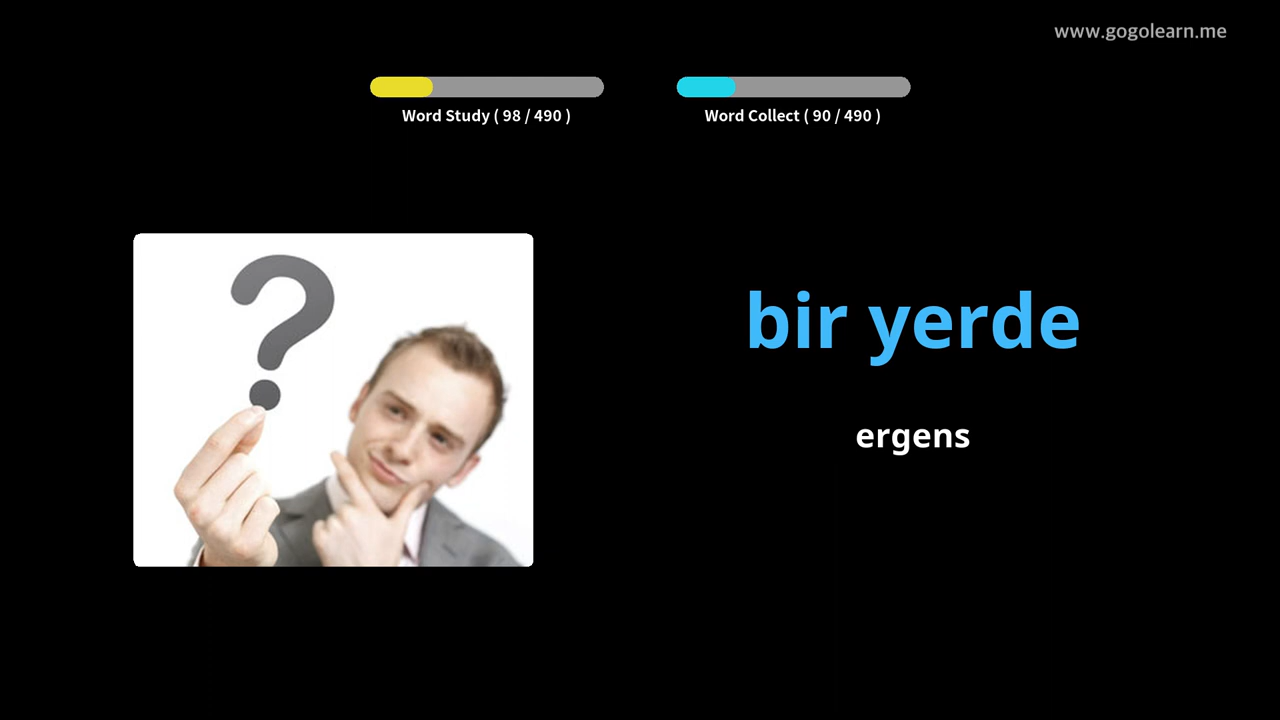 www.gogolearn.me
Word Study ( 98 / 490 )
Word Collect ( 90 / 490 )
?
bir yerde
ergens